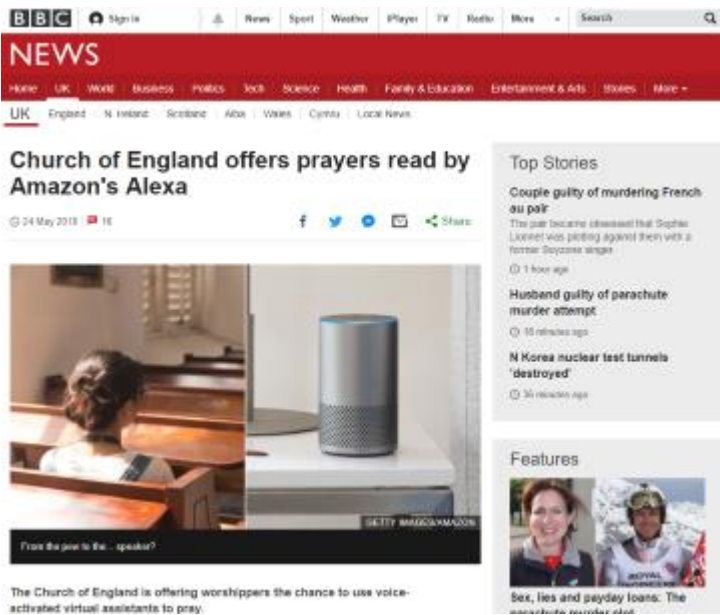 BBC Sign in News Sport Weather iPlayer TV Radio More Search
NEWS
Home UK World Business Politics Tech Science Health Family & Education Entertainment & Arts Stories More
UK England N. Ireland Scotland Alba Wales Cymru Local News
Church of England offers prayers read by
Amazon's Alexa
24 May 2018
Share
GETTY IMAGES/AMAZON
From the pew to the... speaker?
The Church of England is offering worshippers the chance to use voice-
activated virtual assistants to pray.
Top Stories
Couple guilty of murdering French
au pair
The pair became obsessed that Sophie
Lionnet was plotting against them with a
former Boyzone singer
1 hour ago
Husband guilty of parachute
murder attempt
minutes ago
N Korea nuclear test tunnels
'destroyed'
minutes ago
Features
ROYAL
Sex, lies and payday loans: The
parachute murder plot